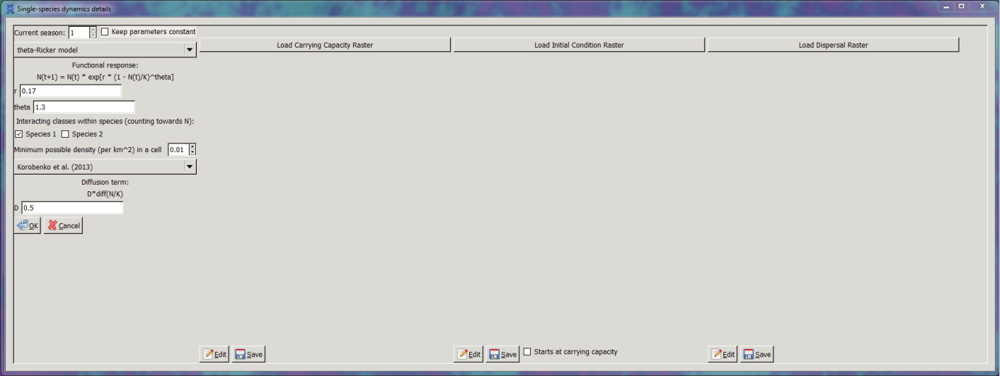 Single-species dynamics details
Current season: 1 Keep parameters constant
theta-Ricker model
Load Carrying Capacity Raster
Load Initial Condition Raster
Load Dispersal Raster
Functional response:
N(t+1) = N(t) * exp[r * (1 - N(t)/K)^theta]
r 0.17
theta 1.3
Interacting classes within species (counting towards N):
Species 1 Species 2
Minimum possible density (per km^2) in a cell 0.01
Korobenko et al. (2013)
Diffusion term:
D*diff(N/K)
D 0.5
OK Cancel
Edit Save
Edit Save Starts at carrying capacity
Edit Save